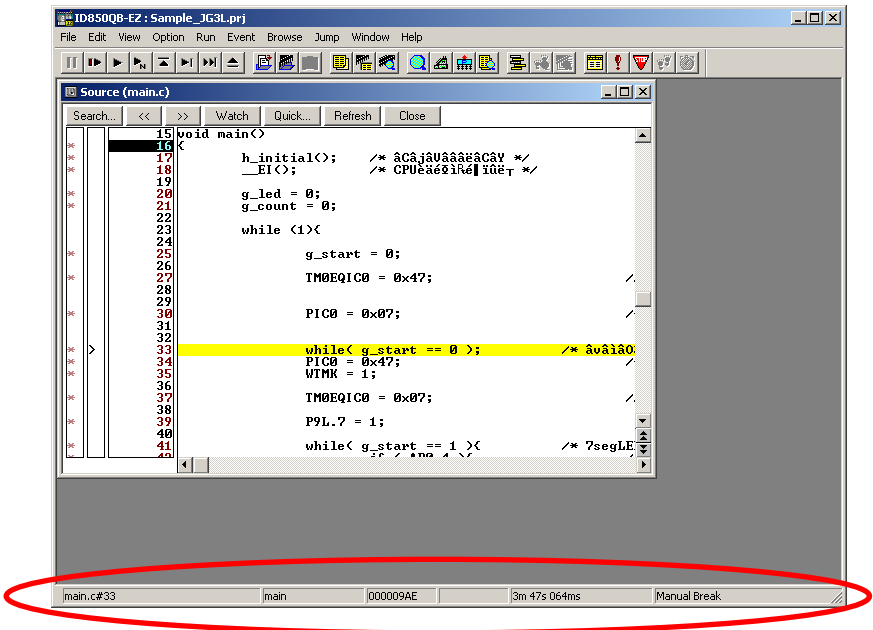 ID850QB-EZ : Sample_JG3L.prj
File Edit View Option Run Event Browse Jump Window Help
Source (main.c)
Search... << >> Watch Quick... Refresh Close
15 void main()
16 {
17 h_initial(); /* âCâjâVâââëâCâY */
18 __EI(); /* */
19
20 g_led = 0;
21 g_count = 0;
22
23 while (1){
24
25 g_start = 0;
26
27 TM0EQIC0 = 0x47; /
28
29
30 PIC0 = 0x07; /
31
32
33 > while( g_start == 0 ); /*
34 PIC0 = 0x47; /
35 WTMK = 1;
36
37 TM0EQIC0 = 0x07; /
38
39 P9L.7 = 1;
40
41 while( g_start == 1 ){ /* 7segLE
main.c#33 main 000009AE 3m 47s 064ms Manual Break